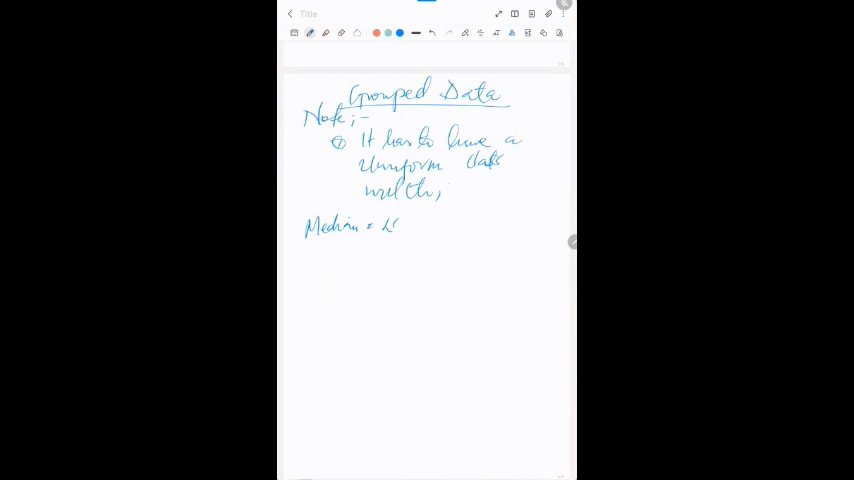 Title
Grouped Data
Note;-
① It has to have a
Uniform class
width;
Median = L